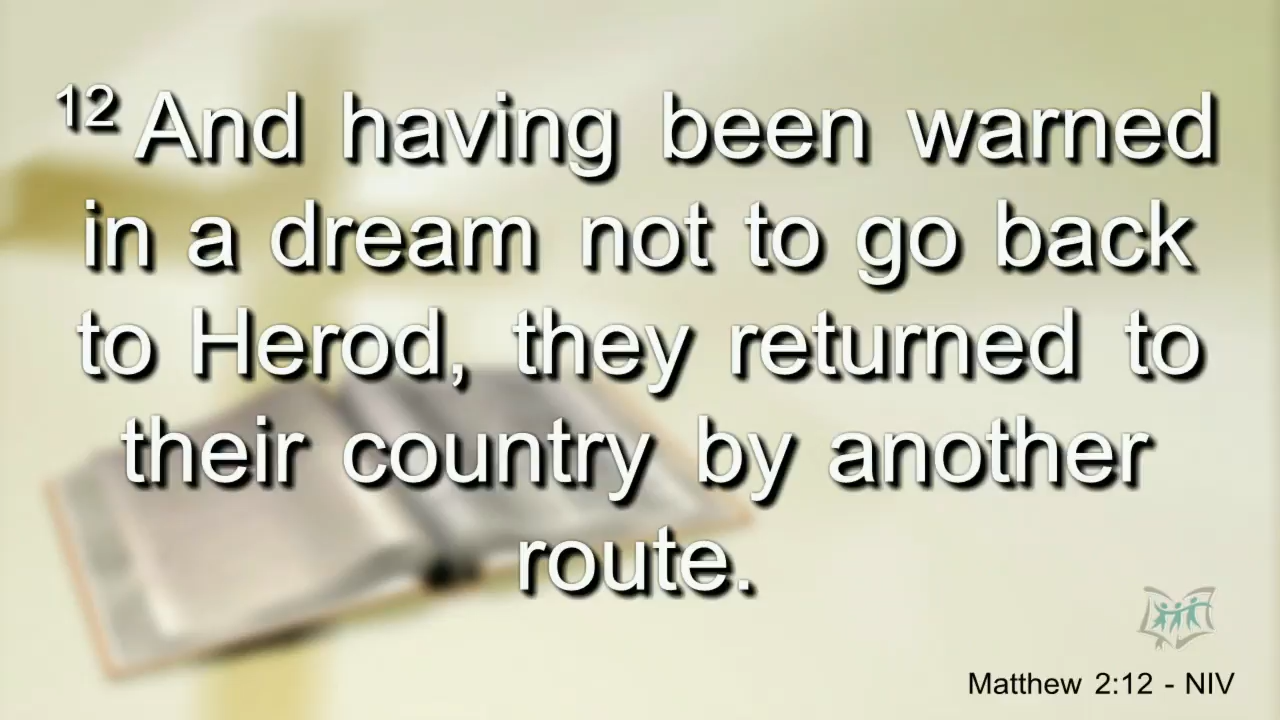 12 And having been warned
in a dream not to go back
to Herod, they returned to
their country by another
route.
Matthew 2:12 - NIV